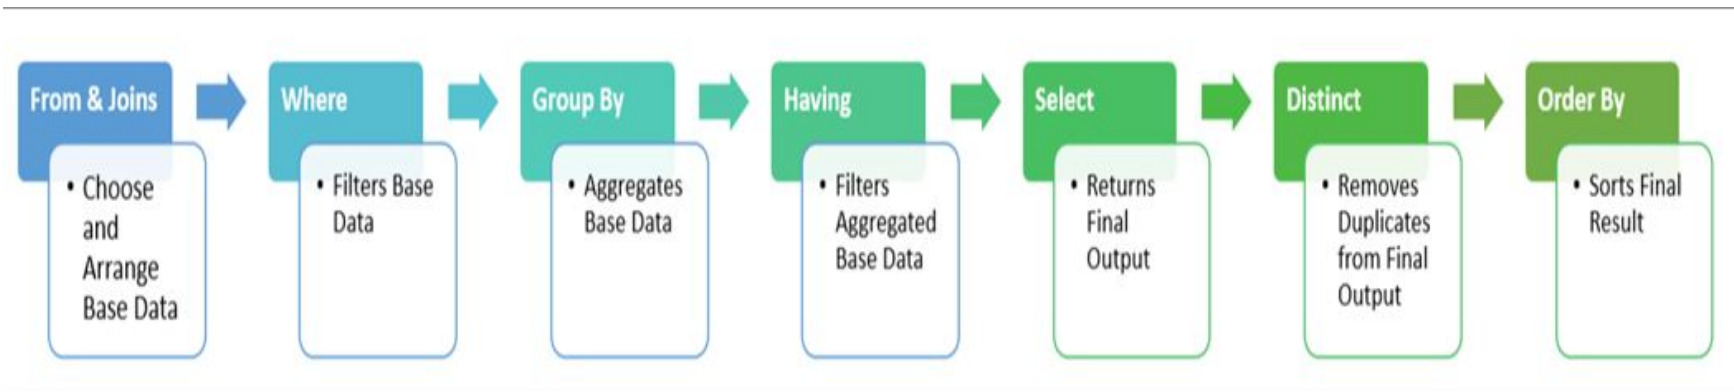 From & Joins
• Choose
and
Arrange
Base Data
Where
• Filters Base
Data
Group By
• Aggregates
Base Data
Having
• Filters
Aggregated
Base Data
Select
• Returns
Final
Output
Distinct
• Removes
Duplicates
from Final
Output
Order By
• Sorts Final
Result